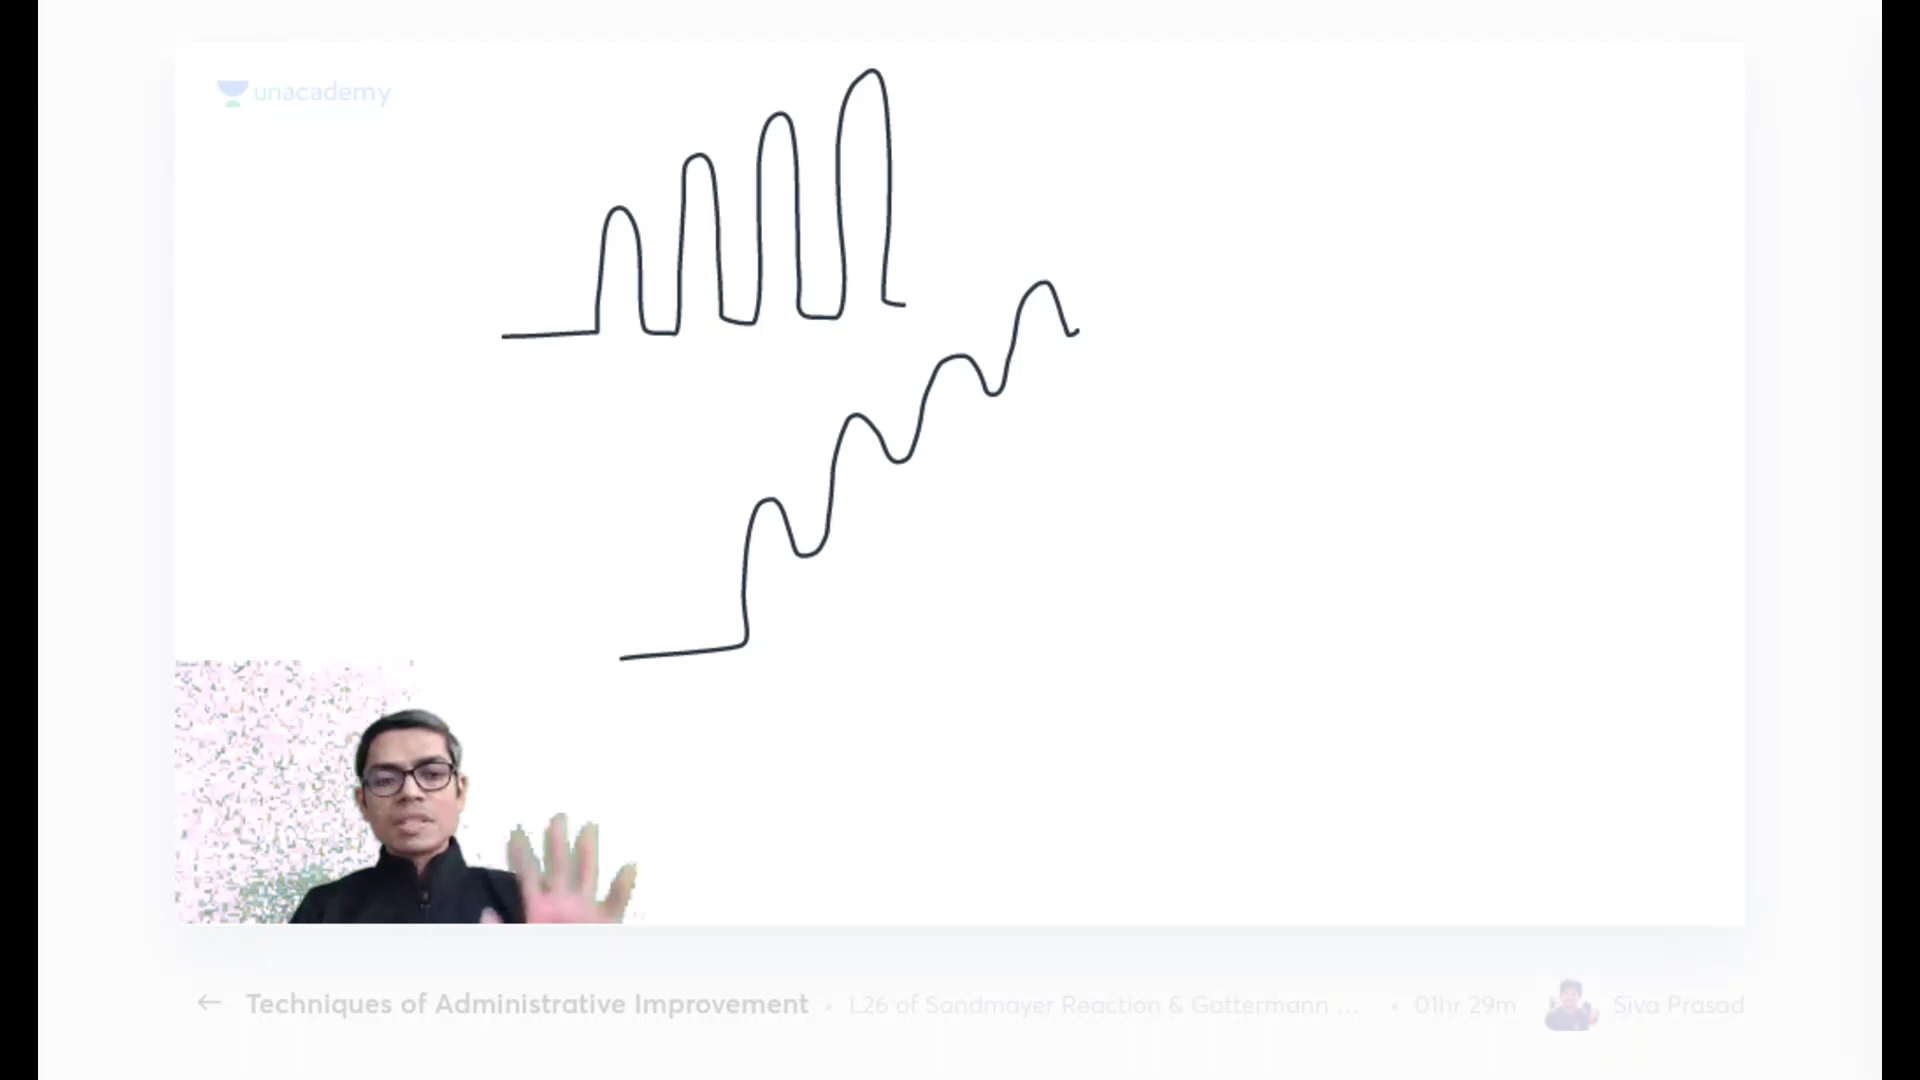 unacademy
Techniques of Administrative Improvement • L26 of Sandmayer Reaction & Gattermann ... • 01hr 29m Siva Prasad